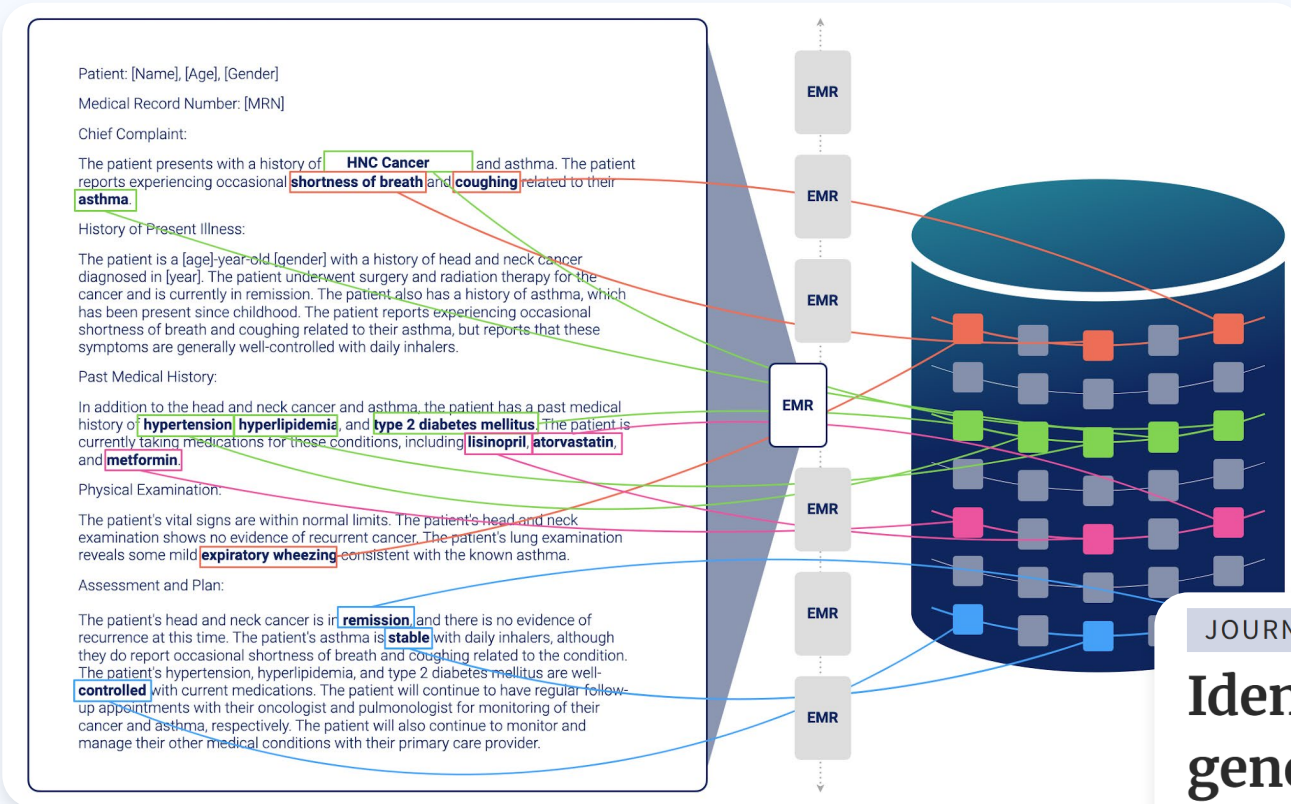 Patient: [Name], [Age], [Gender]
Medical Record Number: [MRN]
Chief Complaint:
The patient presents with a history of HNC Cancer and asthma. The patient
reports experiencing occasional shortness of breath and coughing related to their
asthma.
History of Present Illness:
The patient is a [age]-year-old [gender] with a history of head and neck cancer
diagnosed in [year]. The patient underwent surgery and radiation therapy for the
cancer and is currently in remission. The patient also has a history of asthma, which
has been present since childhood. The patient reports experiencing occasional
shortness of breath and coughing related to their asthma, but reports that these
symptoms are generally well-controlled with daily inhalers.
Past Medical History:
In addition to the head and neck cancer and asthma, the patient has a past medical
history of hypertension hyperlipidemia, and type 2 diabetes mellitus. The patient is
currently taking medications for these conditions, including lisinopril, atorvastatin,
and metformin.
Physical Examination:
The patient's vital signs are within normal limits. The patient's head and neck
examination shows no evidence of recurrent cancer. The patient's lung examination
reveals some mild expiratory wheezing consistent with the known asthma.
Assessment and Plan:
The patient's head and neck cancer is in remission, and there is no evidence of
recurrence at this time. The patient's asthma is stable with daily inhalers, although
they do report occasional shortness of breath and coughing related to the condition.
The patient's hypertension, hyperlipidemia, and type 2 diabetes mellitus are well-
controlled with current medications. The patient will continue to have regular follow-
up appointments with their oncologist and pulmonologist for monitoring of their
cancer and asthma, respectively. The patient will also continue to monitor and
manage their other medical conditions with their primary care provider.
EMR
EMR
EMR
EMR
EMR
EMR
EMR
JOURN
Iden
gene